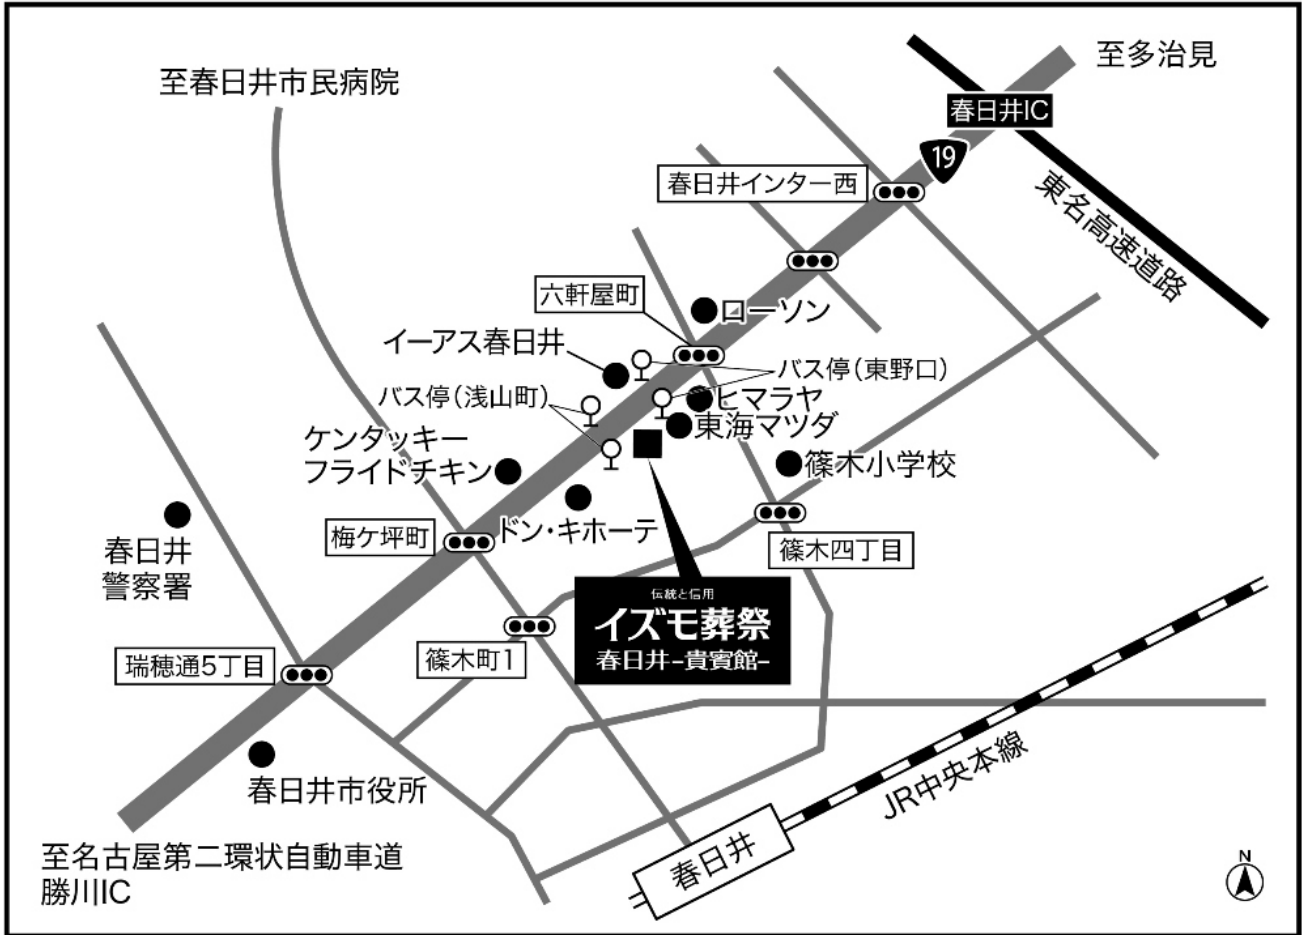 至春日井市民病院
至多治見
春日井IC
19
春日井インター西
東名高速道路
六軒屋町
ローソン
イーアス春日井
バス停(東野口)
バス停(浅山町)
ヒマラヤ
東海マツダ
ケンタッキー
フライドチキン
篠木小学校
梅ケ坪町
ドン・キホーテ
篠木四丁目
春日井
警察署
伝統と信用
イズモ葬祭
春日井-貴賓館-
瑞穂通5丁目
篠木町1
春日井市役所
JR中央本線
至名古屋第二環状自動車道
勝川IC
春日井
N